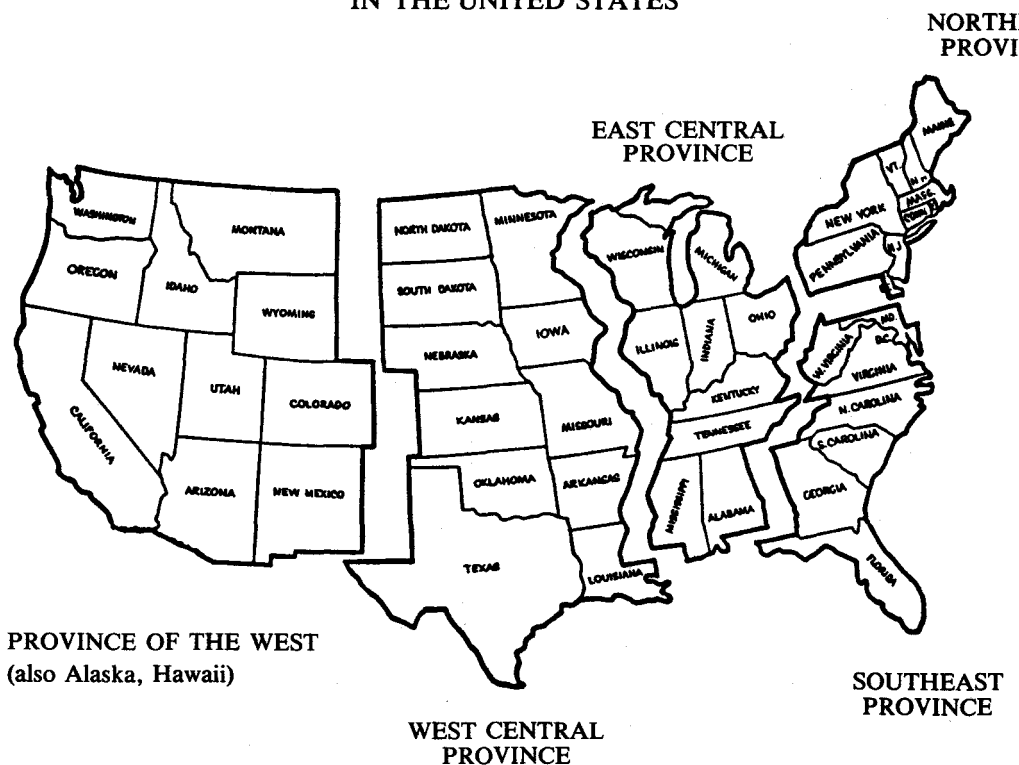 IN THE UNITED STATES
NORTH
PROVI
EAST CENTRAL
PROVINCE
MAINE
VT.
MASS.
CONN
NEW YORK
PENNSYLVANIA
NJ
WASHINGTON
MONTANA
OREGON
IDAHO
WYOMING
NEVADA
UTAH
COLORADO
CALIFORNIA
ARIZONA
NEW MEXICO
NORTH DAKOTA
MINNESOTA
SOUTH DAKOTA
IOWA
NEBRASKA
KANSAS
MISSOURI
OKLAHOMA
ARKANSAS
TEXAS
LOUISIANA
WISCONSIN
MICHIGAN
ILLINOIS
INDIANA
OHIO
KENTUCKY
TENNESSEE
MISSISSIPPI
ALABAMA
MD.
D.C.
W. VIRGINIA
VIRGINIA
N. CAROLINA
S. CAROLINA
GEORGIA
FLORIDA
PROVINCE OF THE WEST
(also Alaska, Hawaii)
SOUTHEAST
PROVINCE
WEST CENTRAL
PROVINCE